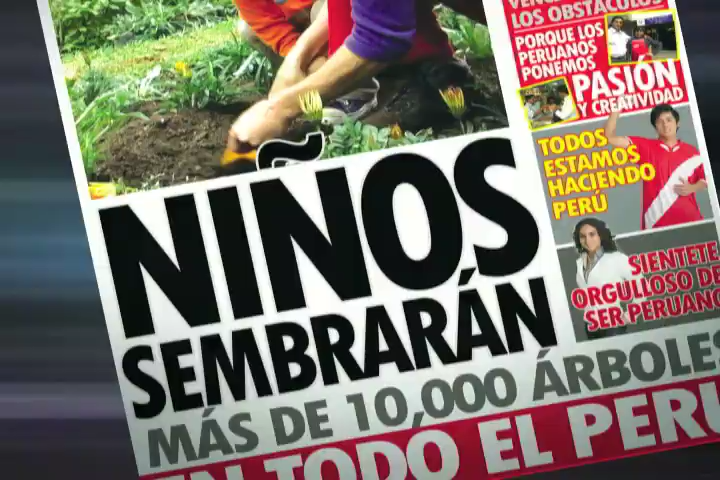 NIÑOS
SEMBRARÁN
MÁS DE 10,000 ÁRBOLES
EN TODO EL PERÚ
LOS OBSTÁCULOS
PORQUE LOS
PERUANOS
PONEMOS
PASIÓN
Y CREATIVIDAD
TODOS
ESTAMOS
HACIENDO
PERÚ
SIENTETE
ORGULLOSO DE
SER PERUANO